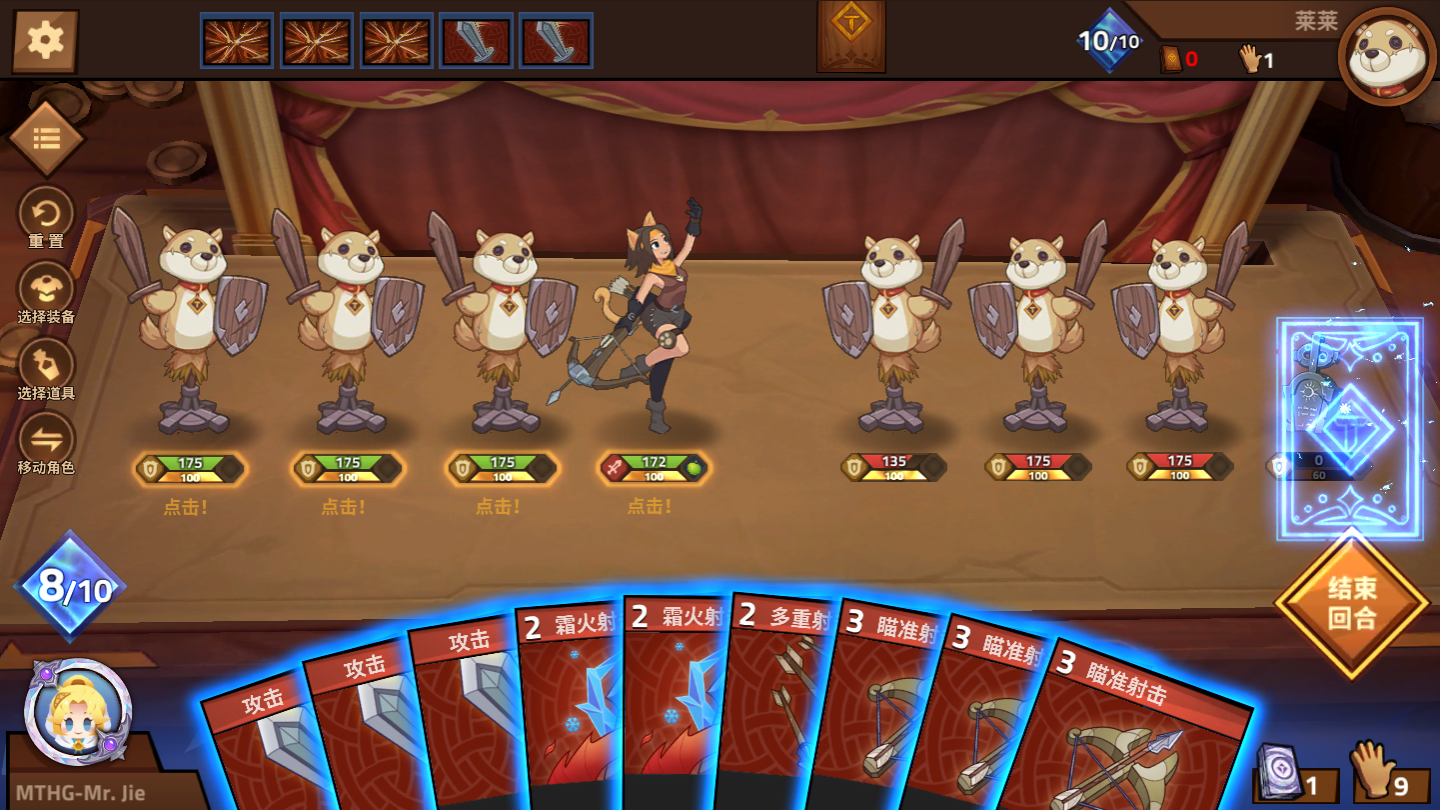 莱莱
10/10
0
1
重置
选择装备
选择道具
移动角色
175
100
175
100
175
100
172
100
135
100
175
100
175
100
0
60
点击!
点击!
点击!
点击!
8/10
结束
回合
攻击
攻击
攻击
2 霜火射
2 霜火射
2 多重射
3 瞄准射
3 瞄准射
3 瞄准射击
MTHG-Mr. Jie
1
9